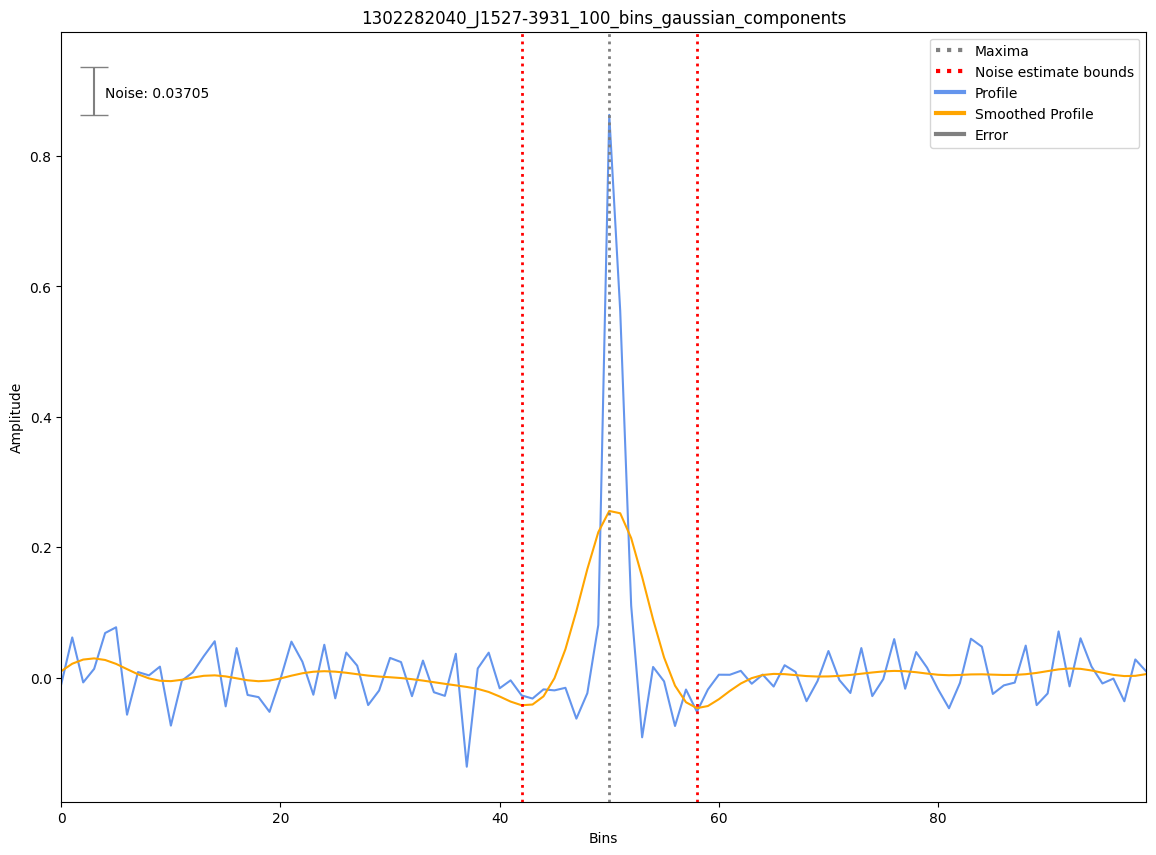 1302282040_J1527-3931_100_bins_gaussian_components
Maxima
Noise estimate bounds
Profile
Smoothed Profile
Error
Noise: 0.03705
Amplitude
0.8
0.6
0.4
0.2
0.0
0
20
40
60
80
Bins